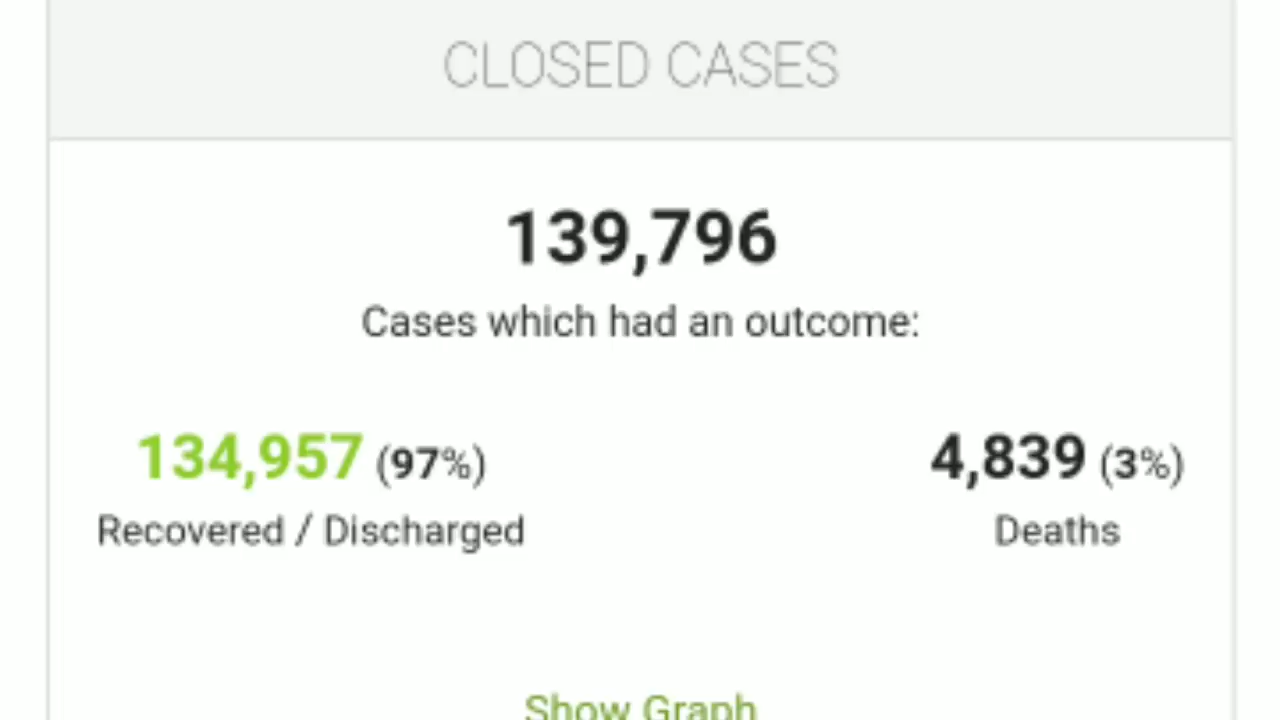 CLOSED CASES
139,796
Cases which had an outcome:
134,957 (97%)
Recovered / Discharged
4,839 (3%)
Deaths
Show Graph